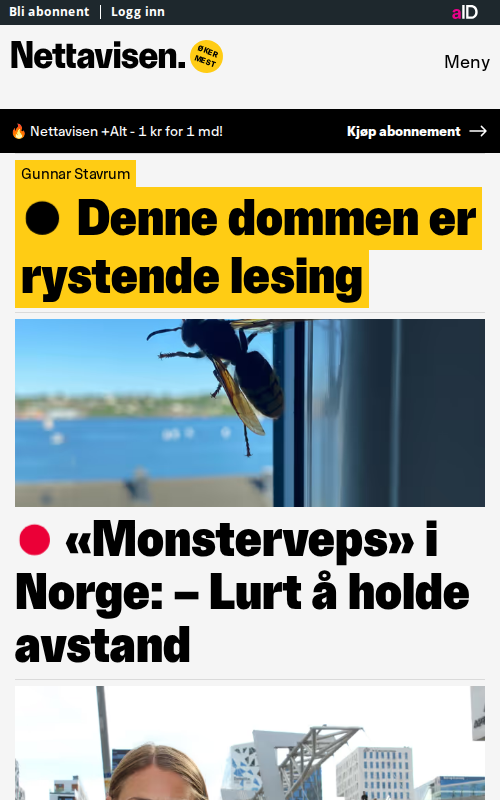 Bli abonnent
Logg inn
aID
Nettavisen.
ØKER
MEST
Meny
🔥 Nettavisen +Alt - 1 kr for 1 md!
Kjøp abonnement →
Gunnar Stavrum
Denne dommen er
rystende lesing
«Monsterveps» i
Norge: – Lurt å holde
avstand